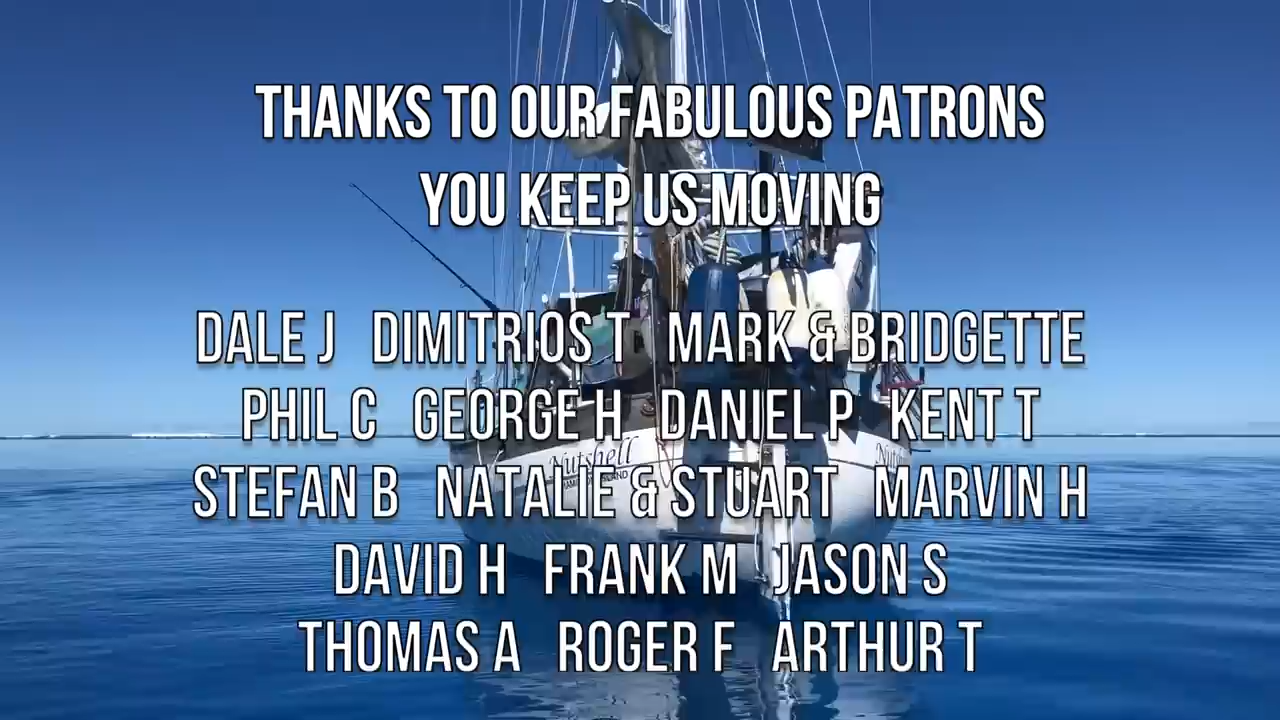 THANKS TO OUR FABULOUS PATRONS
YOU KEEP US MOVING
DALE J DIMITRIOS T MARK & BRIDGETTE
PHIL C GEORGE H DANIEL P KENT T
Nutshell
STEFAN B NATALIE & STUART MARVIN H
DAVID H FRANK M JASON S
THOMAS A ROGER F ARTHUR T